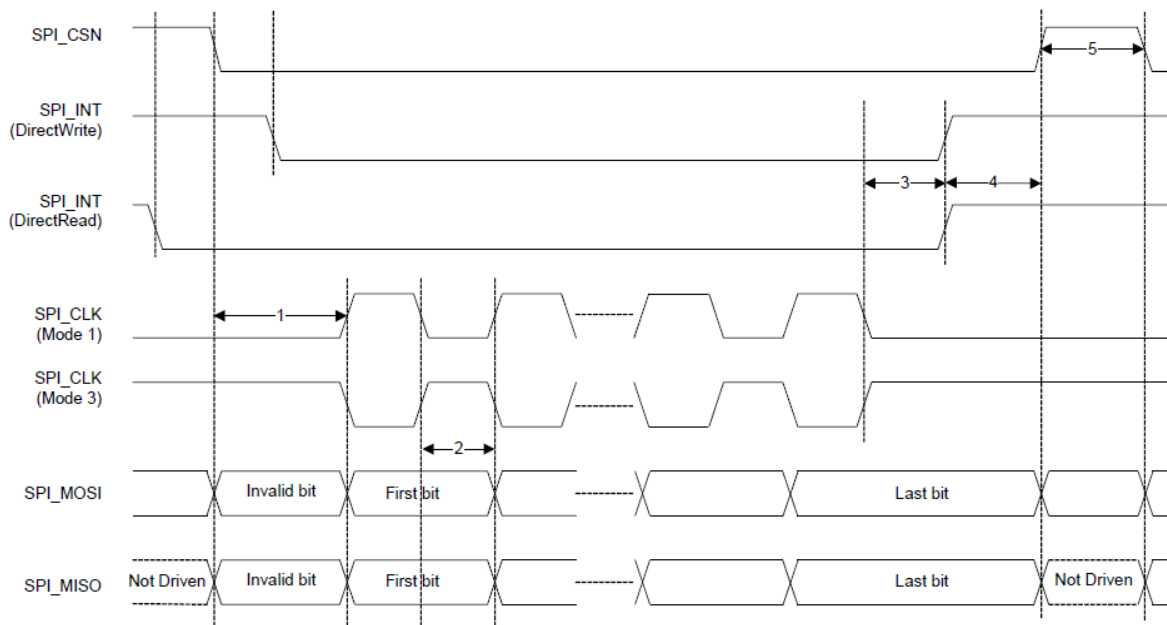 SPI_CSN
5
SPI_INT
(DirectWrite)
3
4
SPI_INT
(DirectRead)
1
SPI_CLK
(Mode 1)
SPI_CLK
(Mode 3)
2
SPI_MOSI
Invalid bit
First bit
Last bit
SPI_MISO
Not Driven
Invalid bit
First bit
Last bit
Not Driven